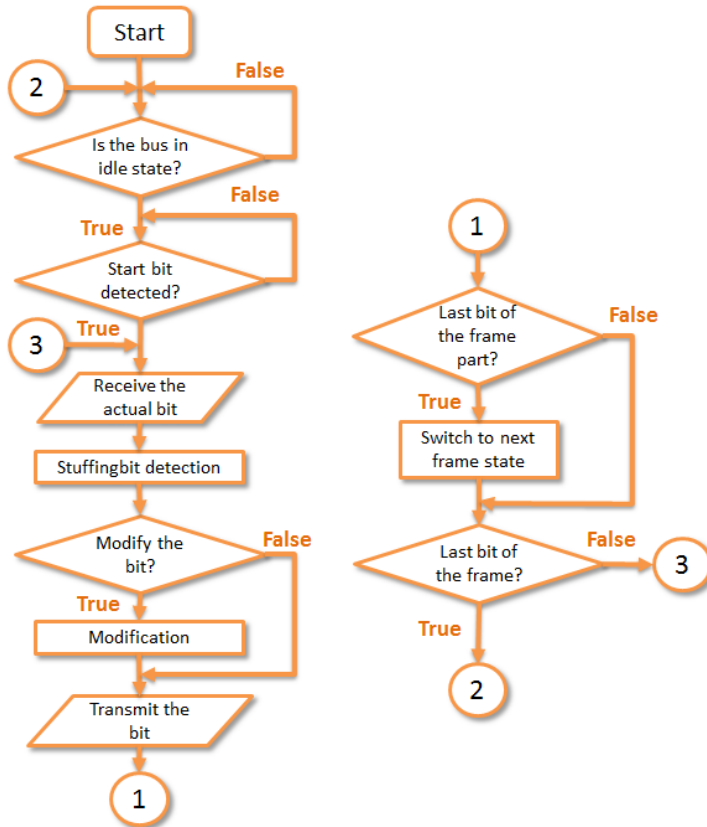 Start
False
2
Is the bus in
idle state?
False
True
Start bit
detected?
True
3
Receive the
actual bit
Stuffingbit detection
Modify the
bit?
False
True
Modification
Transmit the
bit
1
1
Last bit of
the frame
part?
False
True
Switch to next
frame state
Last bit of
the frame?
False
3
True
2